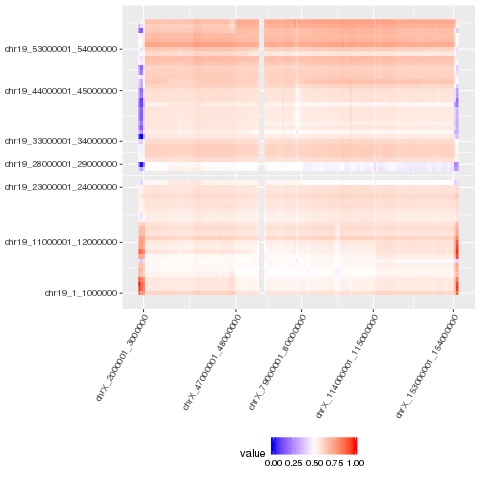 chr19_53000001_54000000
chr19_44000001_45000000
chr19_33000001_34000000
chr19_28000001_29000000
chr19_23000001_24000000
chr19_11000001_12000000
chr19_1_1000000
chrX_2000001_3000000
chrX_47000001_48000000
chrX_79000001_80000000
chrX_114000001_115000000
chrX_153000001_154000000
value
0.00 0.25 0.50 0.75 1.00